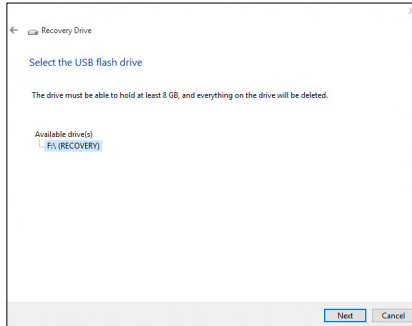 Recovery Drive
Select the USB flash drive
The drive must be able to hold at least 8 GB, and everything on the drive will be deleted.
Available drive(s)
F:\ (RECOVERY)
Next Cancel